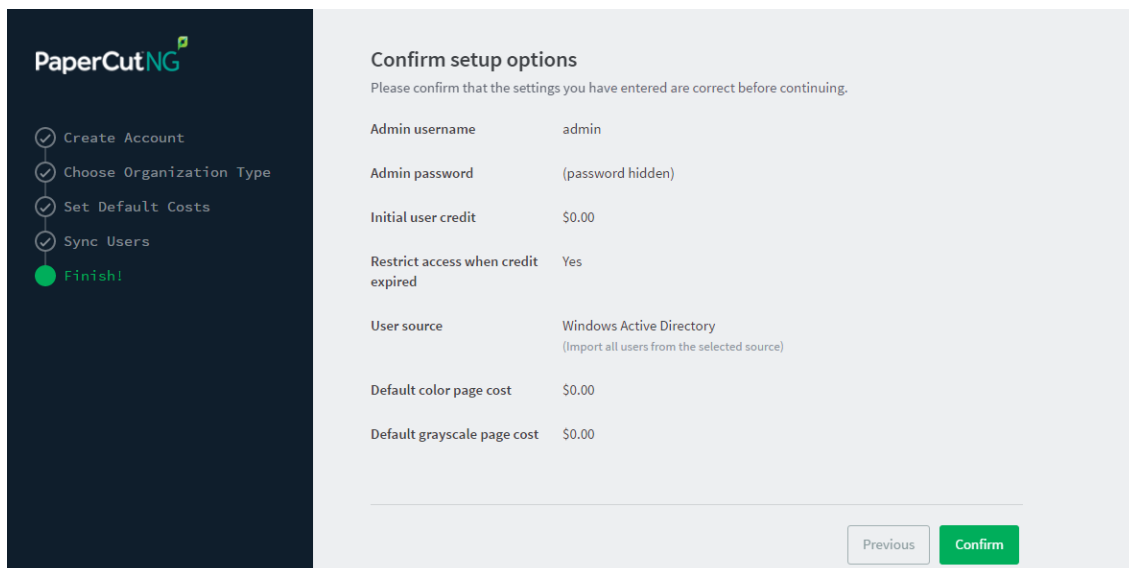 PaperCut NG
Create Account
Choose Organization Type
Set Default Costs
Sync Users
Finish!
Confirm setup options
Please confirm that the settings you have entered are correct before continuing.
Admin username admin
Admin password (password hidden)
Initial user credit $0.00
Restrict access when credit Yes
expired
User source Windows Active Directory
(Import all users from the selected source)
Default color page cost $0.00
Default grayscale page cost $0.00
Previous Confirm